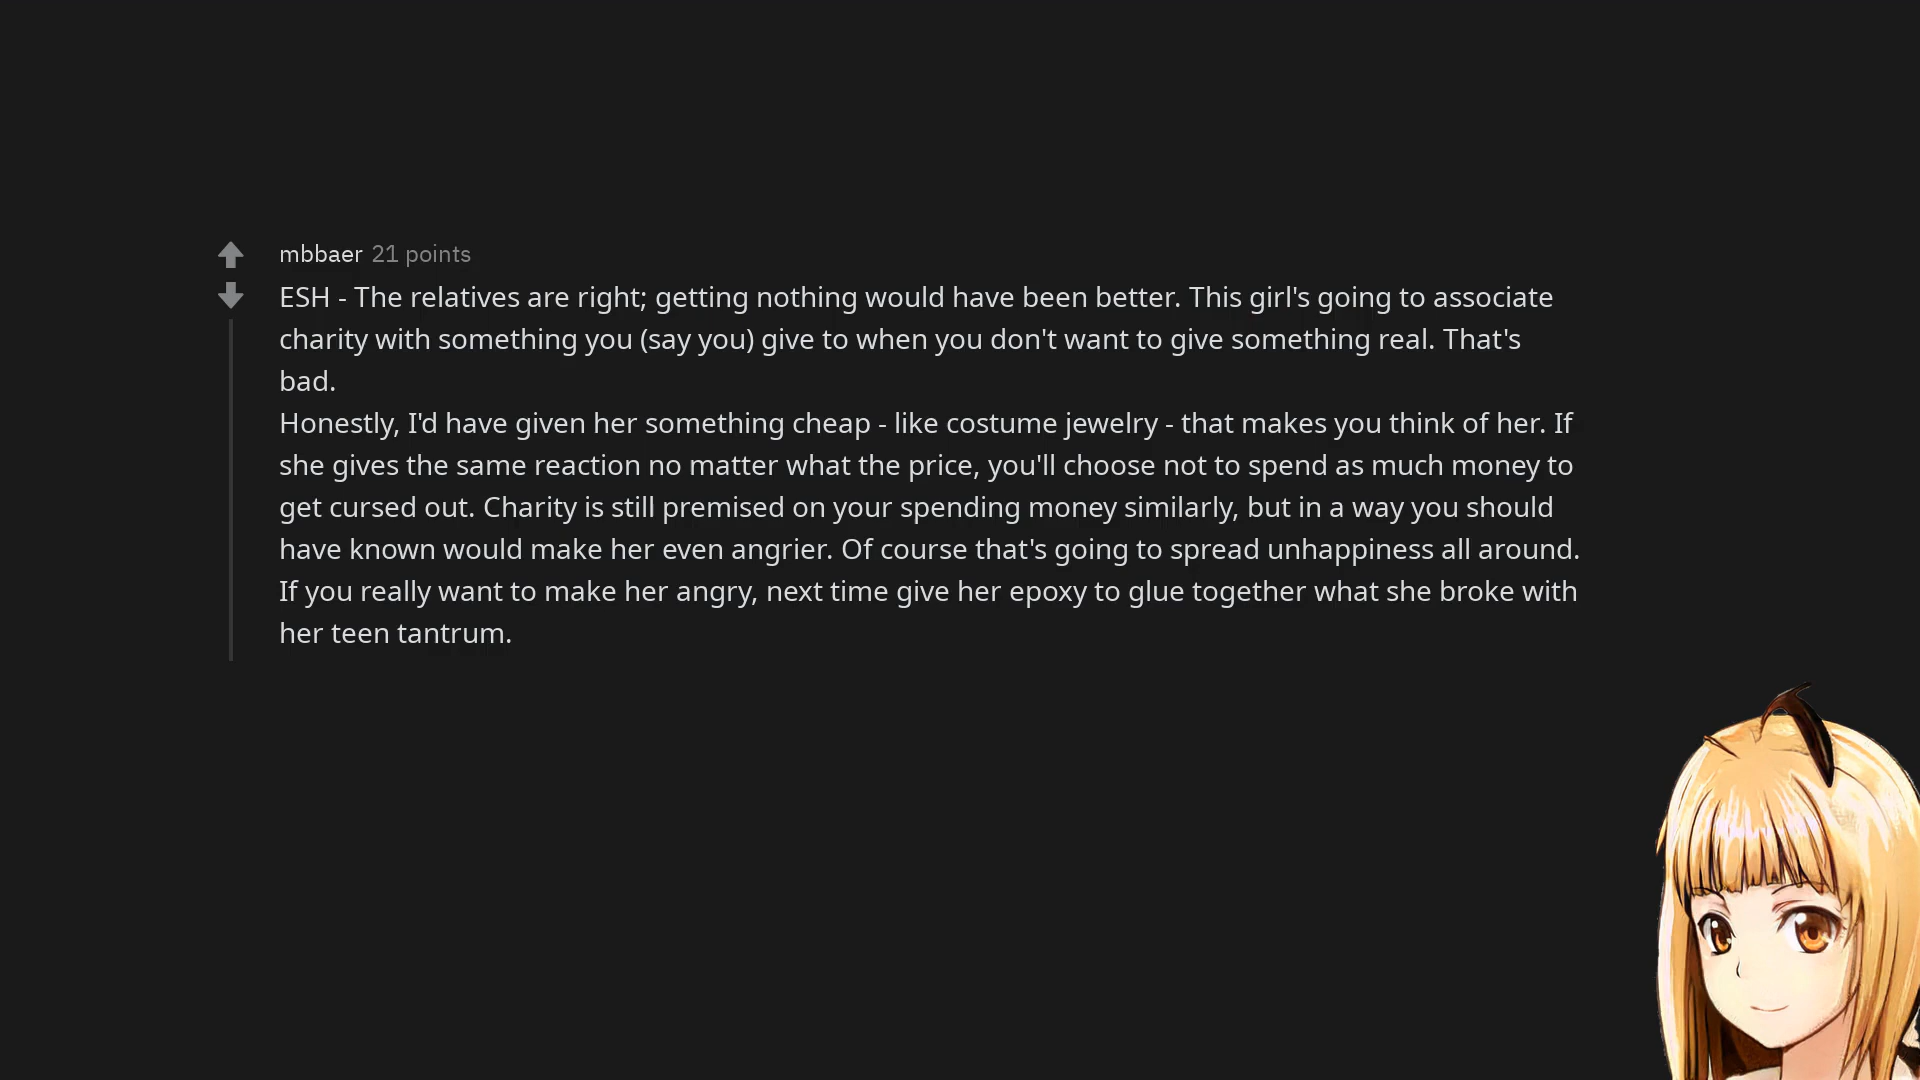 mbbaer 21 points
ESH - The relatives are right; getting nothing would have been better. This girl's going to associate
charity with something you (say you) give to when you don't want to give something real. That's
bad.
Honestly, I'd have given her something cheap - like costume jewelry - that makes you think of her. If
she gives the same reaction no matter what the price, you'll choose not to spend as much money to
get cursed out. Charity is still premised on your spending money similarly, but in a way you should
have known would make her even angrier. Of course that's going to spread unhappiness all around.
If you really want to make her angry, next time give her epoxy to glue together what she broke with
her teen tantrum.